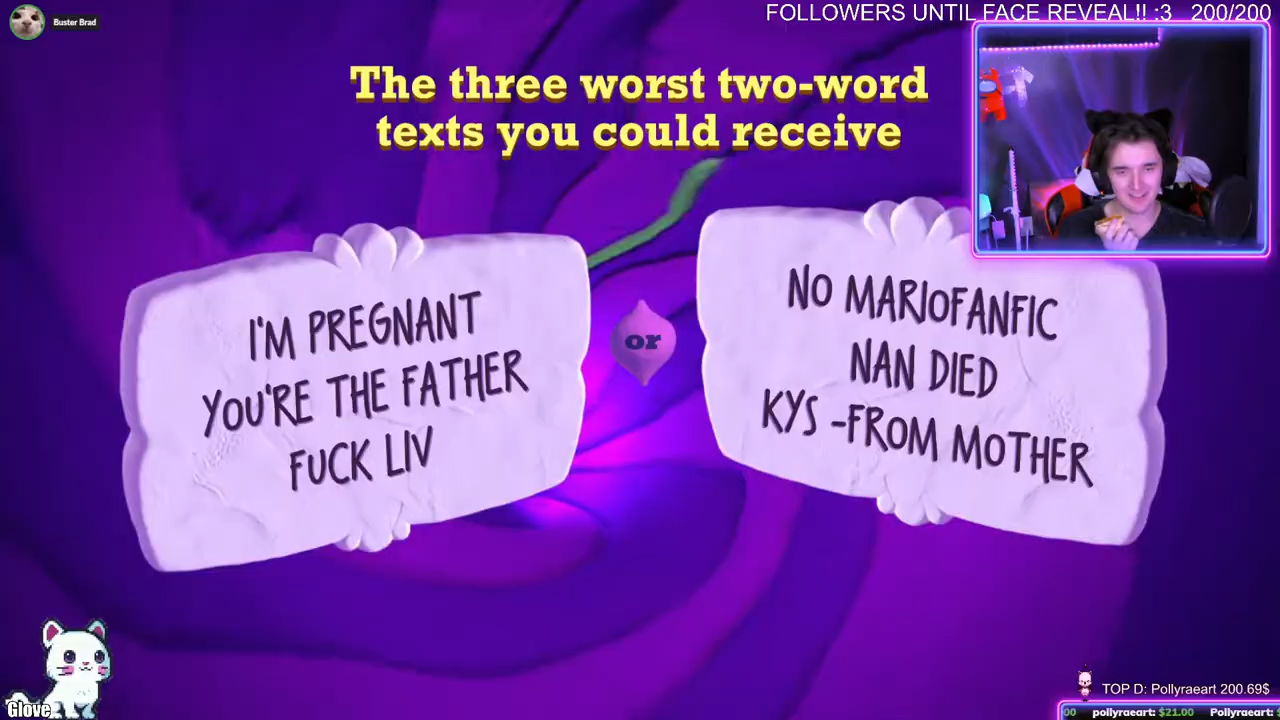 Buster Brad
FOLLOWERS UNTIL FACE REVEAL!! :3 200/200
The three worst two-word
texts you could receive
I'M PREGNANT
YOU'RE THE FATHER
FUCK LIV
or
NO MARIOFANFIC
NAN DIED
KYS -FROM MOTHER
Glove
TOP D: Pollyraeart 200.69$
00 pollyraeart: $21.00 Pollyraeart: